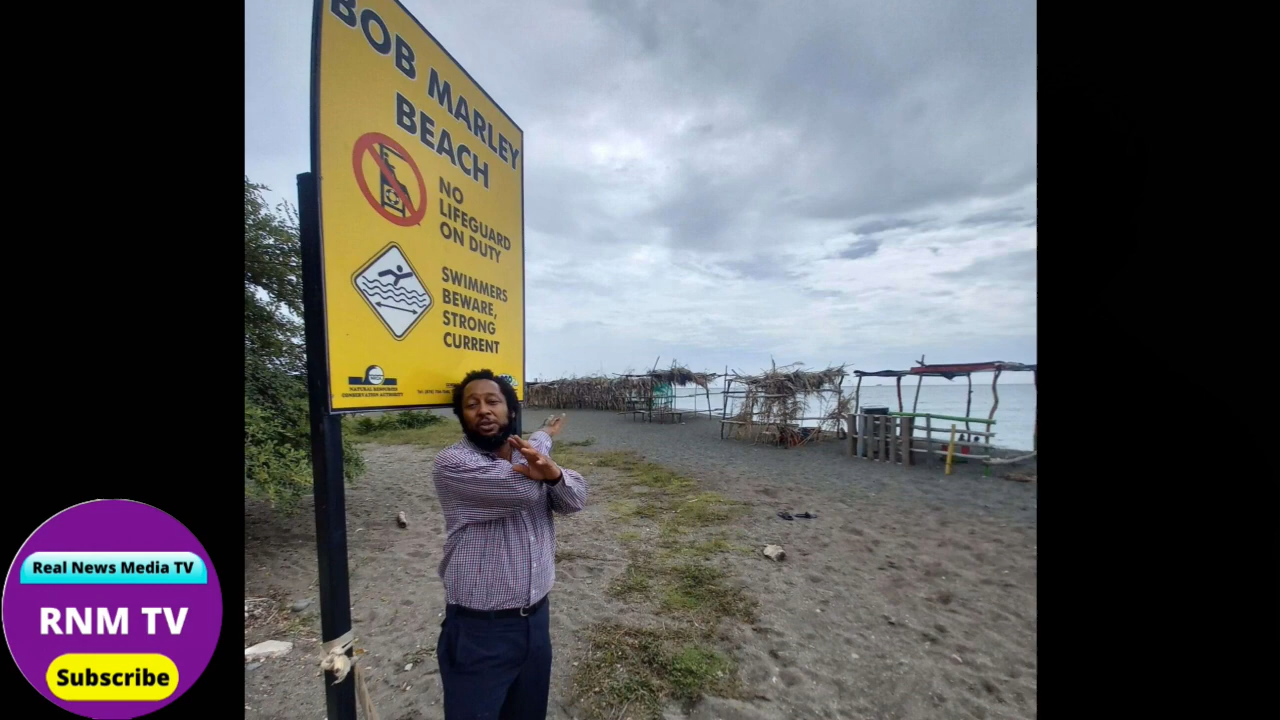 BOB MARLEY
BEACH
NO
LIFEGUARD
ON DUTY
SWIMMERS
BEWARE,
STRONG
CURRENT
NATURAL RESOURCES
CONSERVATION AUTHORITY
Real News Media TV
RNM TV
Subscribe